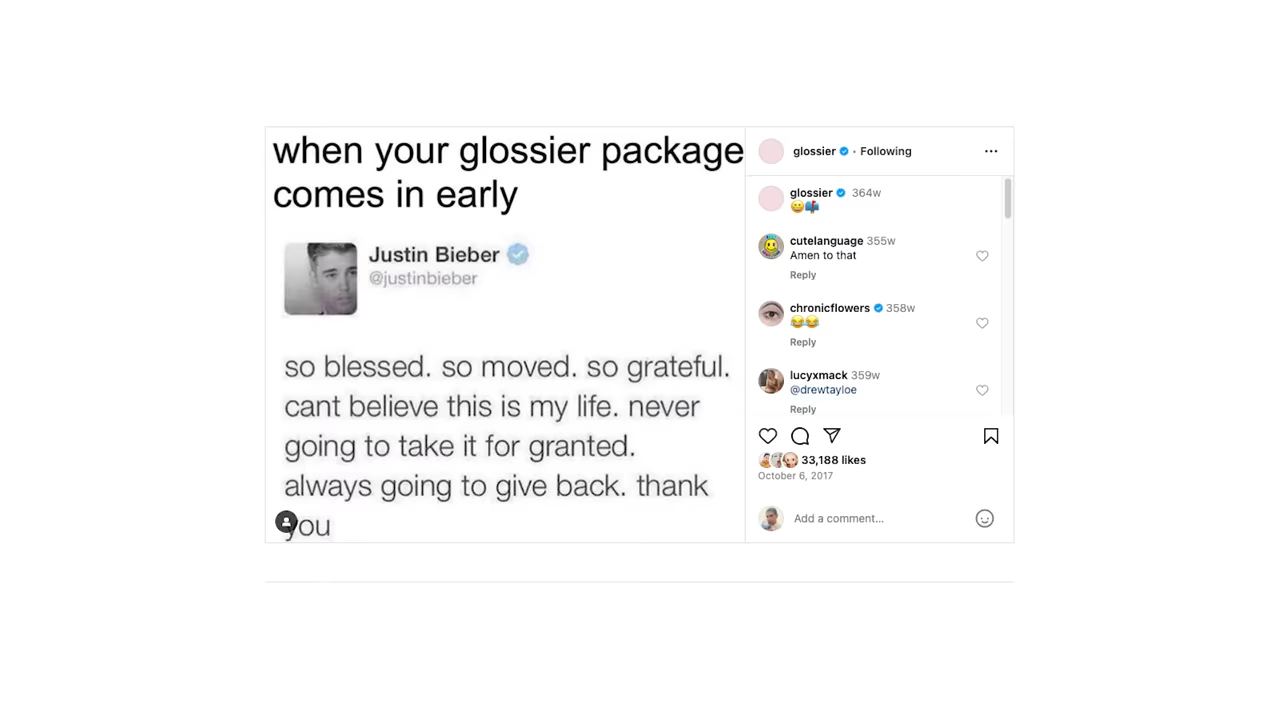 when your glossier package
comes in early
Justin Bieber
@justinbieber
so blessed. so moved. so grateful.
cant believe this is my life. never
going to take it for granted.
always going to give back. thank
you
glossier • Following
glossier 364w
😄📫
cutelanguage 355w
Amen to that
Reply
chronicflowers 358w
😂😂
Reply
lucyxmack 359w
@drewtayloe
Reply
33,188 likes
October 6, 2017
Add a comment...